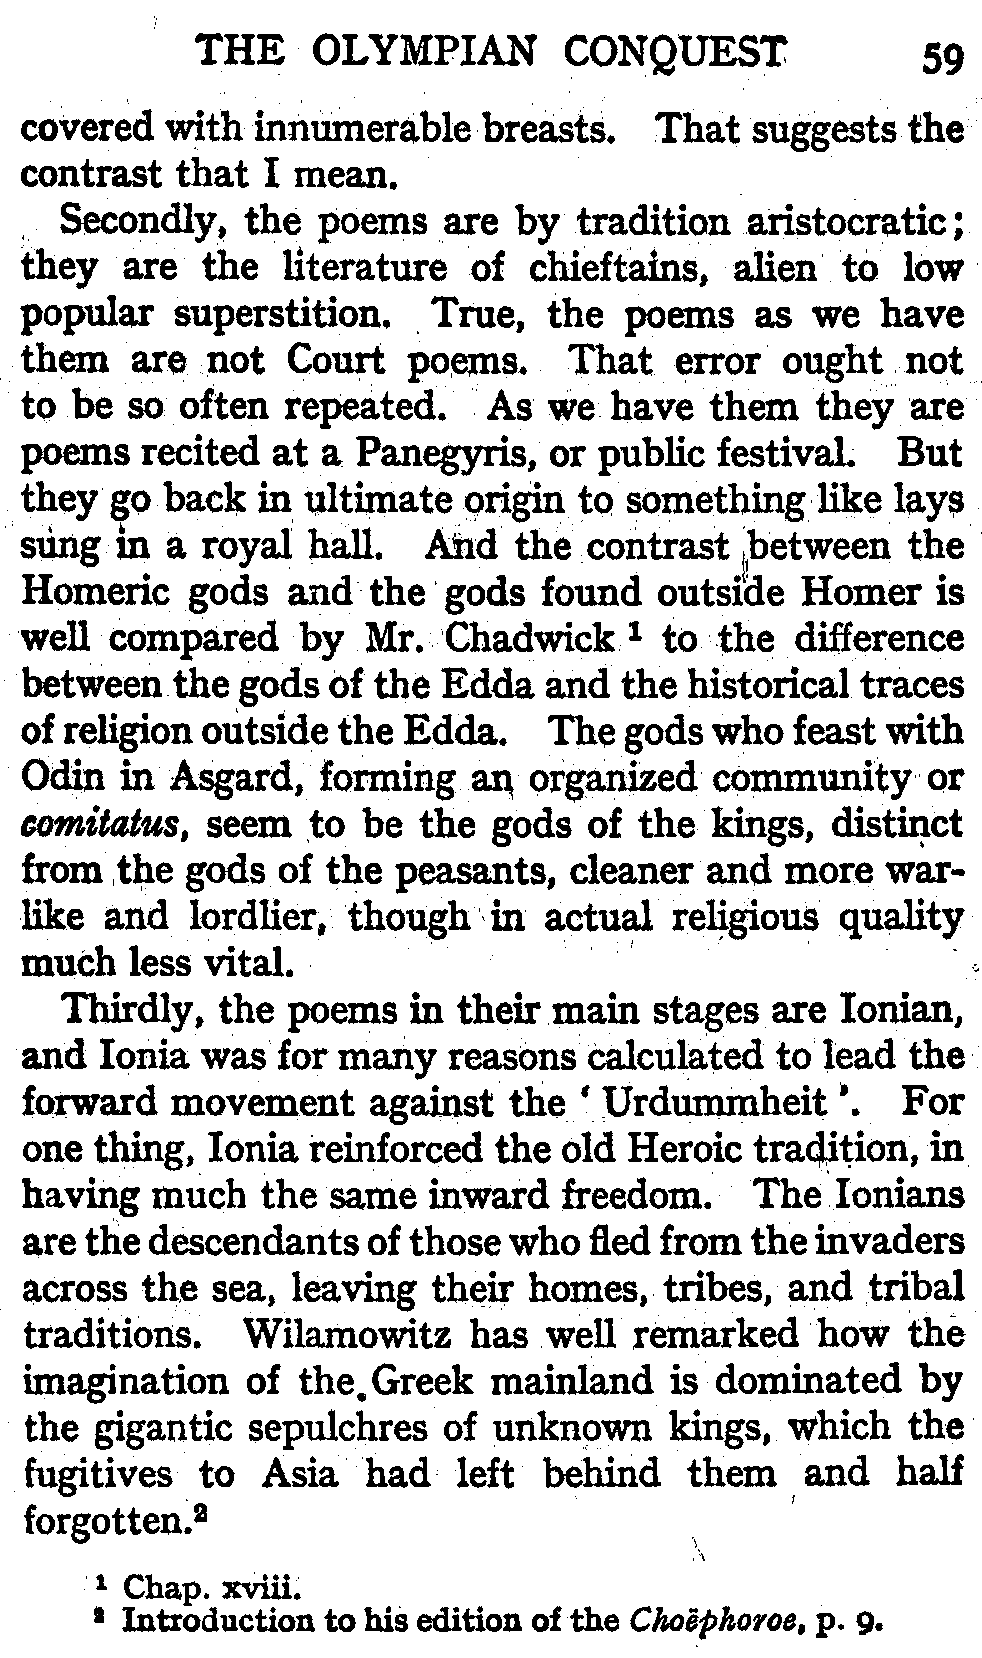 THE OLYMPIAN CONQUEST 59
covered with innumerable breasts. That suggests the
contrast that I mean.
Secondly, the poems are by tradition aristocratic;
they are the literature of chieftains, alien to low
popular superstition. True, the poems as we have
them are not Court poems. That error ought not
to be so often repeated. As we have them they are
poems recited at a Panegyris, or public festival. But
they go back in ultimate origin to something like lays
sung in a royal hall. And the contrast between the
Homeric gods and the gods found outside Homer is
well compared by Mr. Chadwick ¹ to the difference
between the gods of the Edda and the historical traces
of religion outside the Edda. The gods who feast with
Odin in Asgard, forming an organized community or
comitatus, seem to be the gods of the kings, distinct
from the gods of the peasants, cleaner and more war-
like and lordlier, though in actual religious quality
much less vital.
Thirdly, the poems in their main stages are Ionian,
and Ionia was for many reasons calculated to lead the
forward movement against the ‘ Urdummheit ’. For
one thing, Ionia reinforced the old Heroic tradition, in
having much the same inward freedom. The Ionians
are the descendants of those who fled from the invaders
across the sea, leaving their homes, tribes, and tribal
traditions. Wilamowitz has well remarked how the
imagination of the Greek mainland is dominated by
the gigantic sepulchres of unknown kings, which the
fugitives to Asia had left behind them and half
forgotten.²
¹ Chap. xviii.
² Introduction to his edition of the Choëphoroe, p. 9.